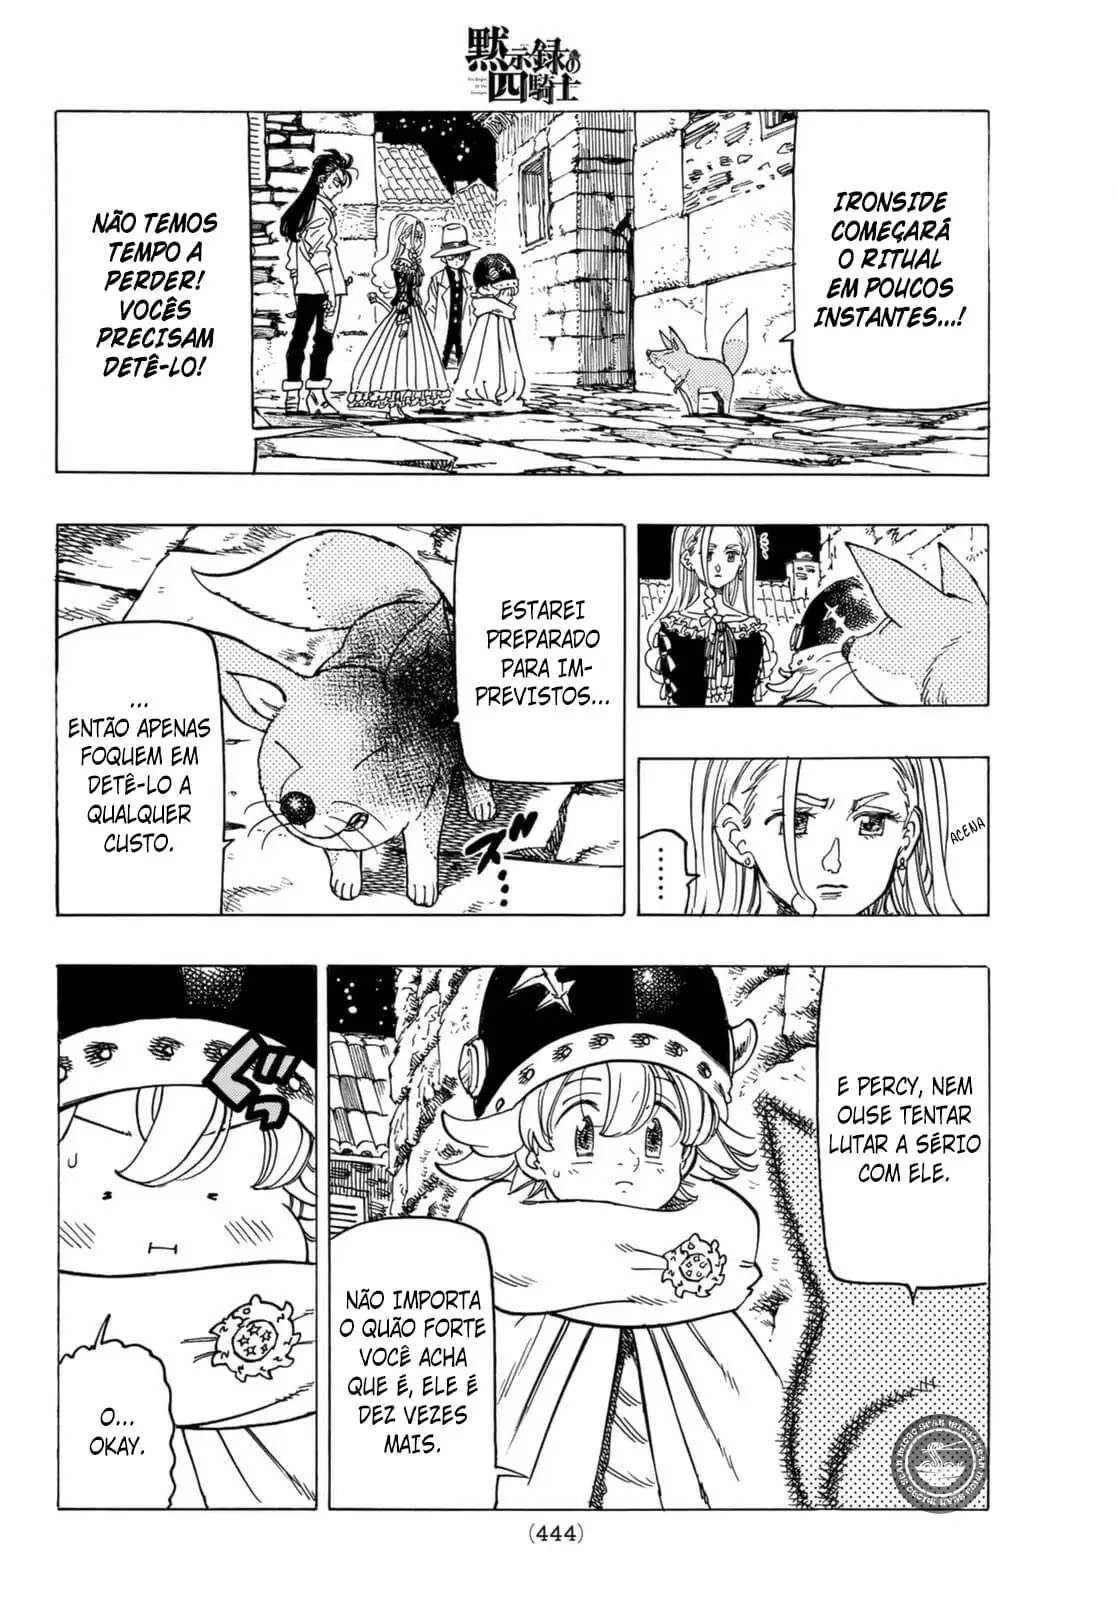 黙示録の
四騎士
IRONSIDE
COMEÇARÁ
O RITUAL
EM POUCOS
INSTANTES...!
NÃO TEMOS
TEMPO A
PERDER!
VOCÊS
PRECISAM
DETÊ-LO!
ACENA
ESTAREI
PREPARADO
PARA IM-
PREVISTOS...
...
ENTÃO APENAS
FOQUEM EM
DETÊ-LO A
QUALQUER
CUSTO.
E PERCY, NEM
OUSE TENTAR
LUTAR A SÉRIO
COM ELE.
NÃO IMPORTA
O QUÃO FORTE
VOCÊ ACHA
QUE É, ELE É
DEZ VEZES
MAIS.
O...
OKAY.
(444)